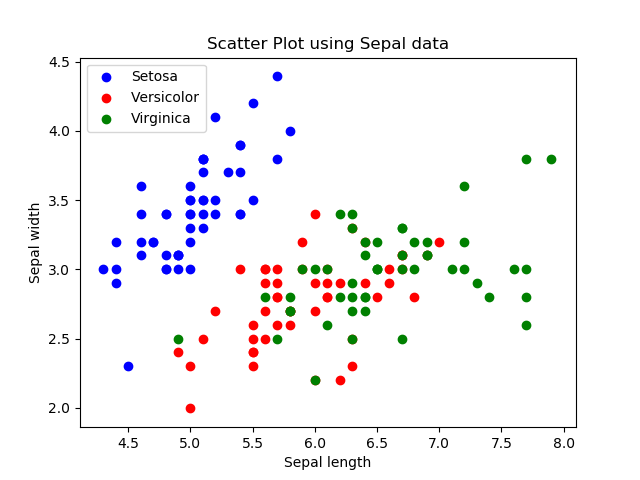 Scatter Plot using Sepal data
Setosa
Versicolor
Virginica
4.5
4.0
3.5
3.0
2.5
2.0
Sepal width
4.5 5.0 5.5 6.0 6.5 7.0 7.5 8.0
Sepal length